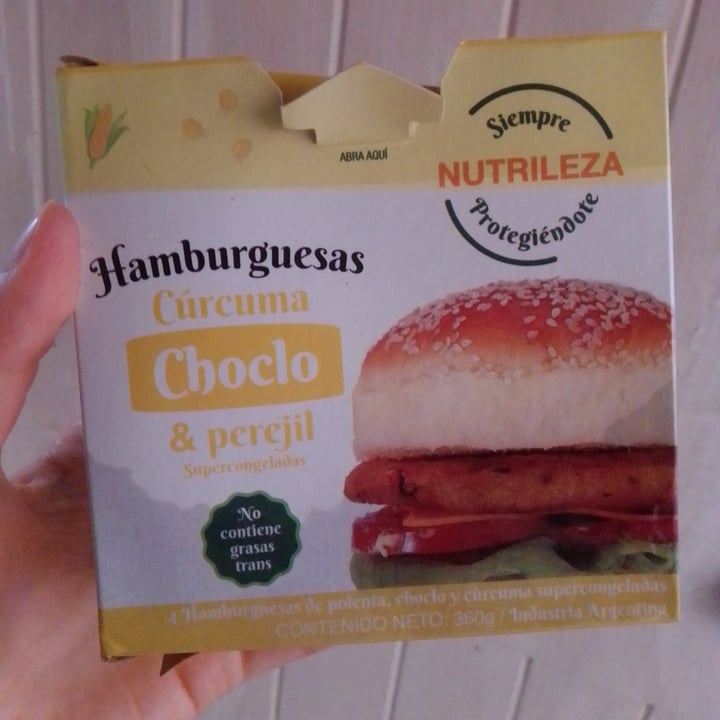 ABRA AQUÍ
Siempre
NUTRILEZA
Protegiéndote
Hamburguesas
Cúrcuma
Choclo
& perejil
Supercongeladas
No
contiene
grasas
trans
4 Hamburguesas de polenta, choclo y cúrcuma supercongeladas
CONTENIDO NETO: 360g / Industria Argentina